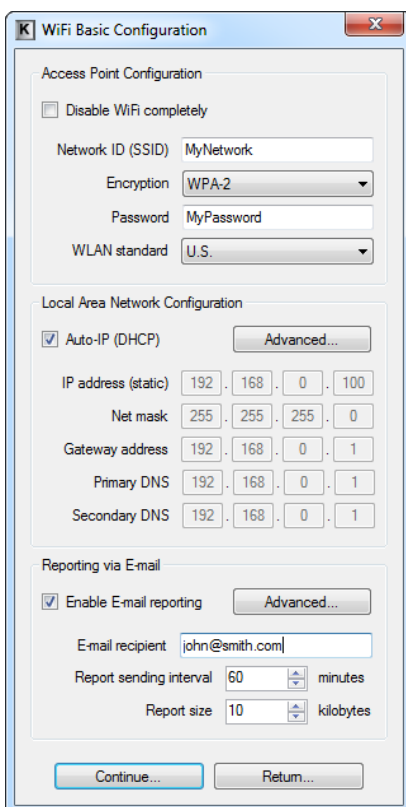 K WiFi Basic Configuration
Access Point Configuration
Disable WiFi completely
Network ID (SSID) MyNetwork
Encryption WPA-2
Password MyPassword
WLAN standard U.S.
Local Area Network Configuration
Auto-IP (DHCP) Advanced...
IP address (static) 192 . 168 . 0 . 100
Net mask 255 . 255 . 255 . 0
Gateway address 192 . 168 . 0 . 1
Primary DNS 192 . 168 . 0 . 1
Secondary DNS 192 . 168 . 0 . 1
Reporting via E-mail
Enable E-mail reporting Advanced...
E-mail recipient john@smith.com
Report sending interval 60 minutes
Report size 10 kilobytes
Continue... Return...